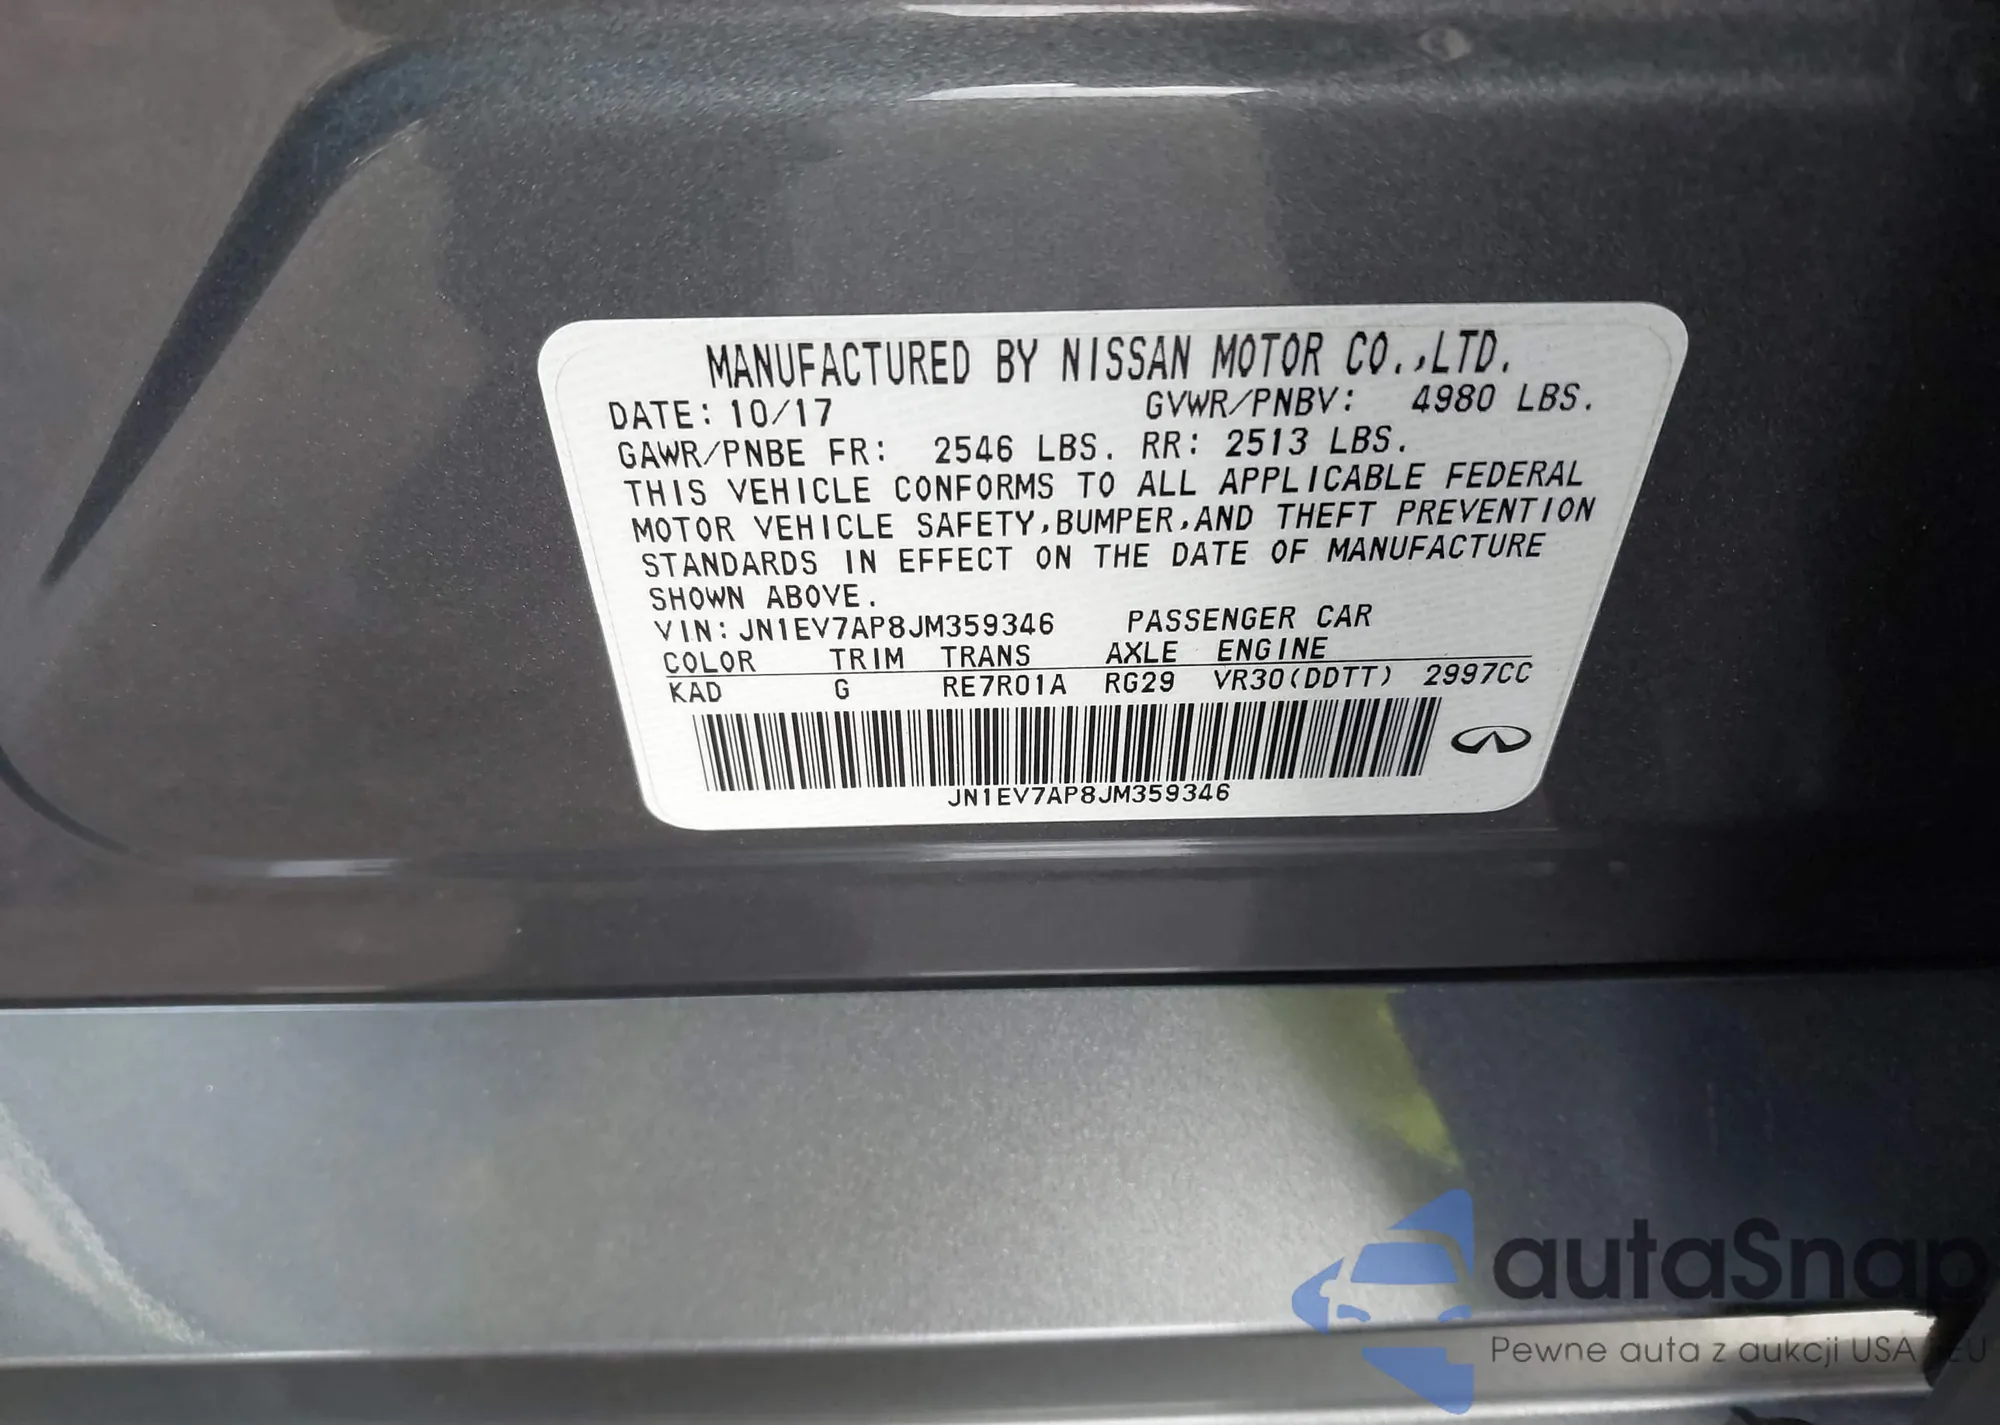 MANUFACTURED BY NISSAN MOTOR CO.,LTD.
DATE: 10/17 GVWR/PNBV: 4980 LBS.
GAWR/PNBE FR: 2546 LBS. RR: 2513 LBS.
THIS VEHICLE CONFORMS TO ALL APPLICABLE FEDERAL
MOTOR VEHICLE SAFETY,BUMPER,AND THEFT PREVENTION
STANDARDS IN EFFECT ON THE DATE OF MANUFACTURE
SHOWN ABOVE.
VIN: JN1EV7AP8JM359346 PASSENGER CAR
COLOR TRIM TRANS AXLE ENGINE
KAD G RE7R01A RG29 VR30(DDTT) 2997CC
JN1EV7AP8JM359346
autaSnap
Pewne auta z aukcji USA i EU